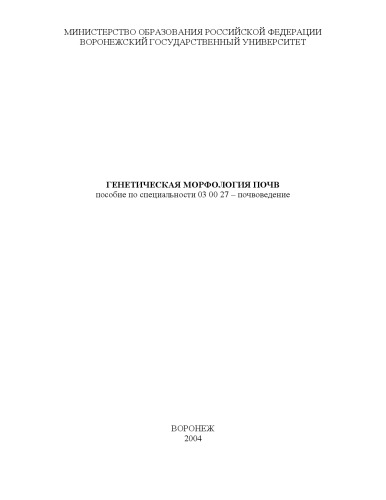 МИНИСТЕРСТВО ОБРАЗОВАНИЯ РОССИЙСКОЙ ФЕДЕРАЦИИ
ВОРОНЕЖСКИЙ ГОСУДАРСТВЕННЫЙ УНИВЕРСИТЕТ
ГЕНЕТИЧЕСКАЯ МОРФОЛОГИЯ ПОЧВ
пособие по специальности 03 00 27 – почвоведение
ВОРОНЕЖ
2004